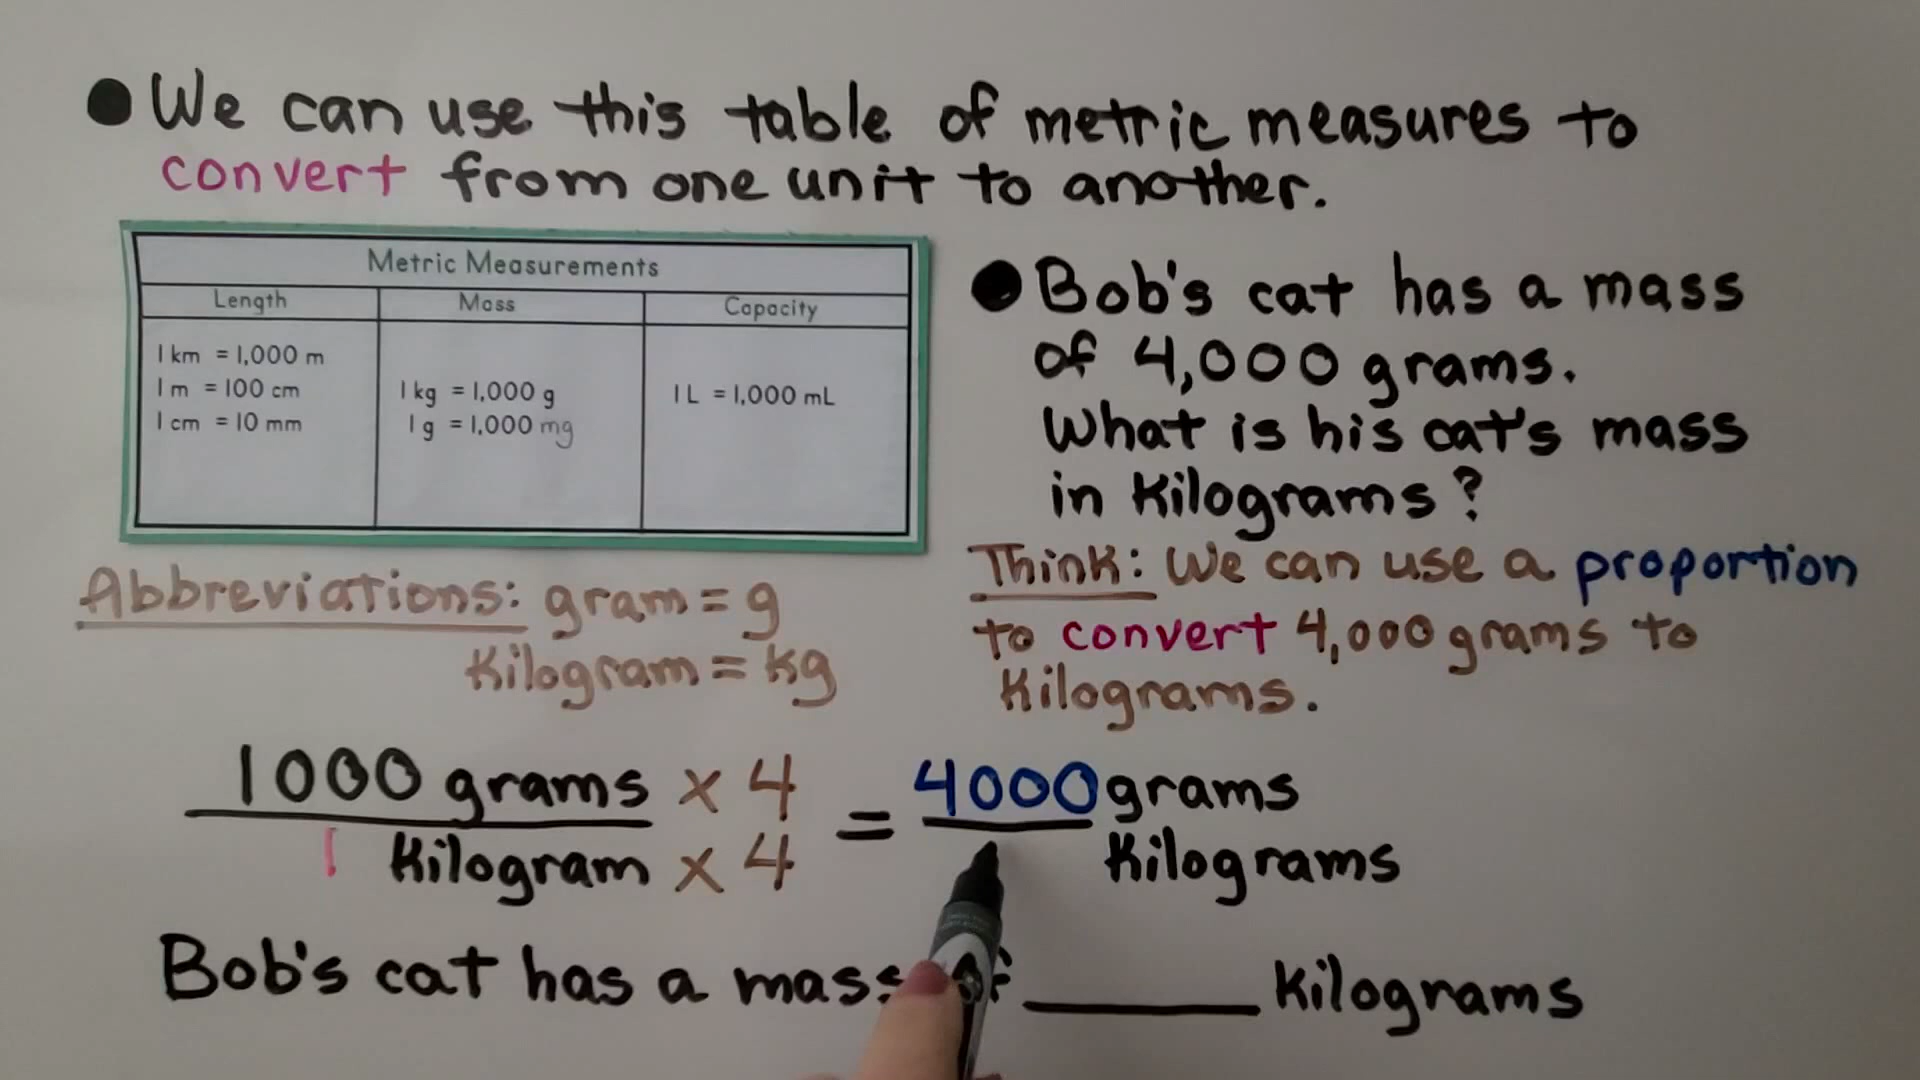 ● We can use this table of metric measures to
convert from one unit to another.
Metric Measurements
Length Mass Capacity
1 km = 1,000 m
1 m = 100 cm
1 cm = 10 mm
1 kg = 1,000 g
1 g = 1,000 mg
1 L = 1,000 mL
● Bob's cat has a mass
of 4,000 grams.
What is his cat's mass
in kilograms?
Think: We can use a proportion
to convert 4,000 grams to
kilograms.
Abbreviations: gram = g
kilogram = kg
1000 grams × 4 = 4000 grams
1 kilogram × 4 kilograms
Bob's cat has a mass of ______ kilograms